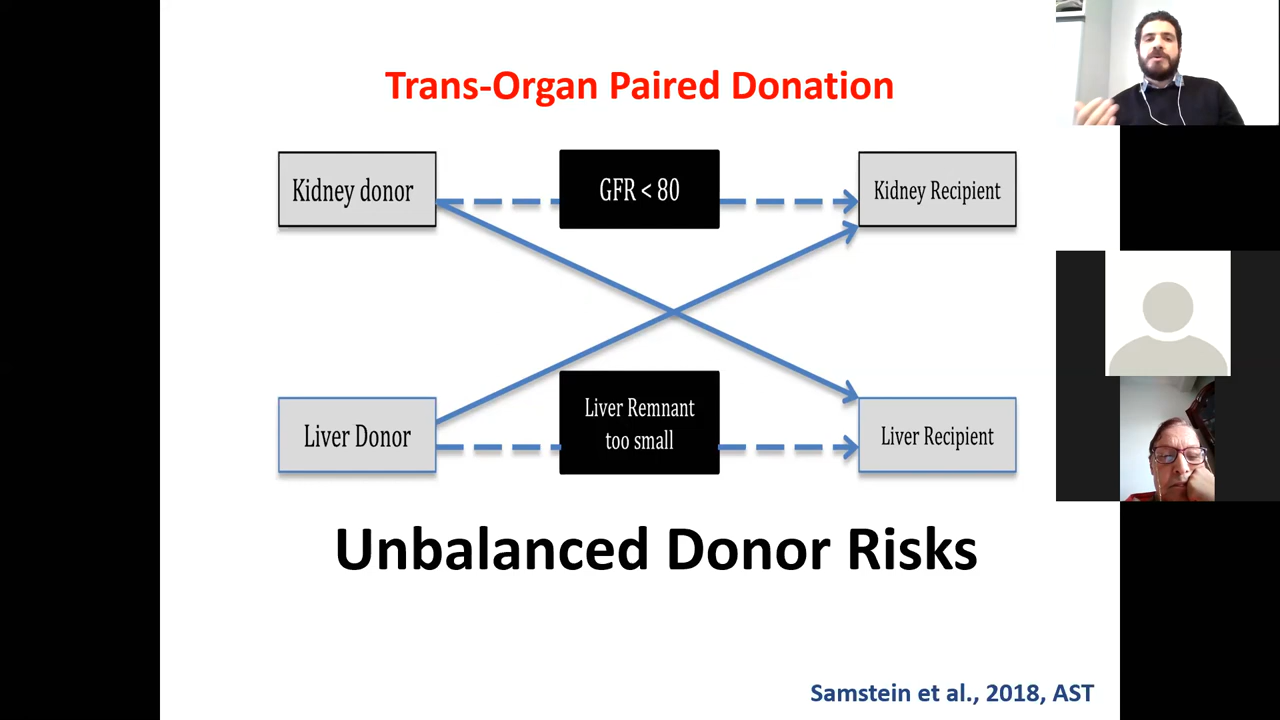 Trans-Organ Paired Donation
Kidney donor
GFR < 80
Kidney Recipient
Liver Donor
Liver Remnant
too small
Liver Recipient
Unbalanced Donor Risks
Samstein et al., 2018, AST